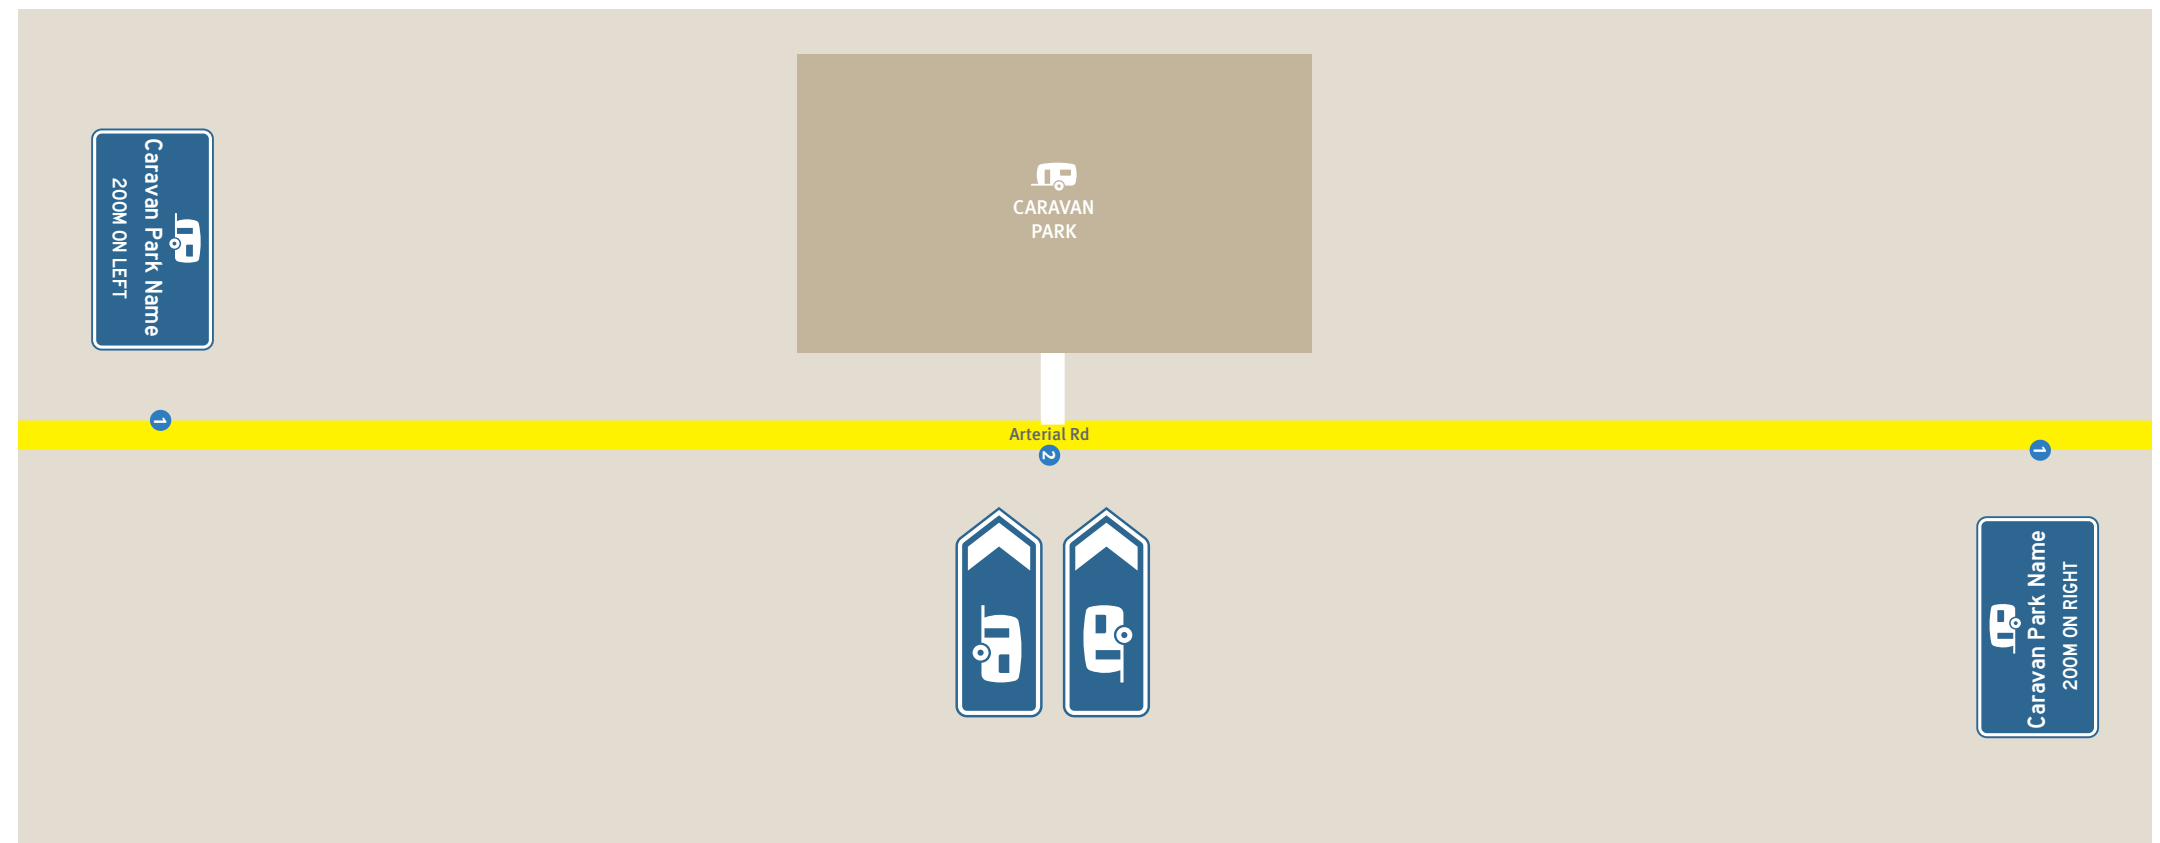 CARAVAN
PARK
Caravan Park Name
200M ON LEFT
1
Arterial Rd
2
1
Caravan Park Name
200M ON RIGHT